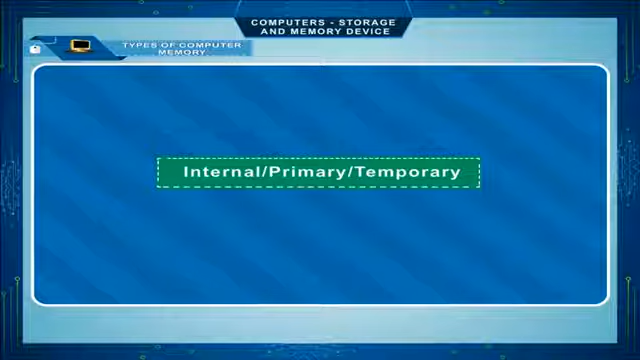 COMPUTERS - STORAGE
AND MEMORY DEVICE
TYPES OF COMPUTER
MEMORY
Internal/Primary/Temporary